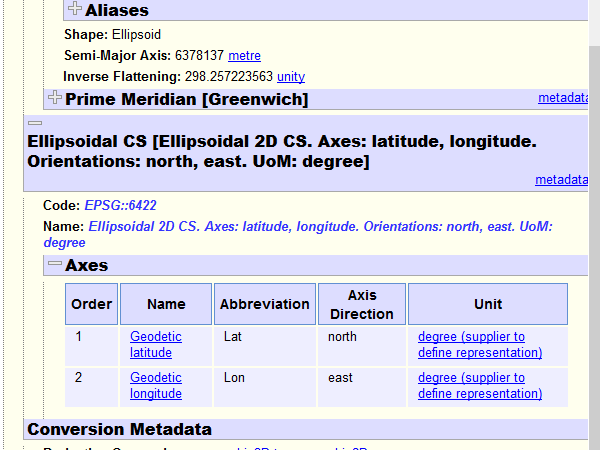 Aliases
Shape: Ellipsoid
Semi-Major Axis: 6378137 metre
Inverse Flattening: 298.257223563 unity
Prime Meridian [Greenwich] metadata
Ellipsoidal CS [Ellipsoidal 2D CS. Axes: latitude, longitude.
Orientations: north, east. UoM: degree]
metadata
Code: EPSG::6422
Name: Ellipsoidal 2D CS. Axes: latitude, longitude. Orientations: north, east. UoM:
degree
Axes
Order Name Abbreviation Axis Direction Unit
1 Geodetic latitude Lat north degree (supplier to define representation)
2 Geodetic longitude Lon east degree (supplier to define representation)
Conversion Metadata